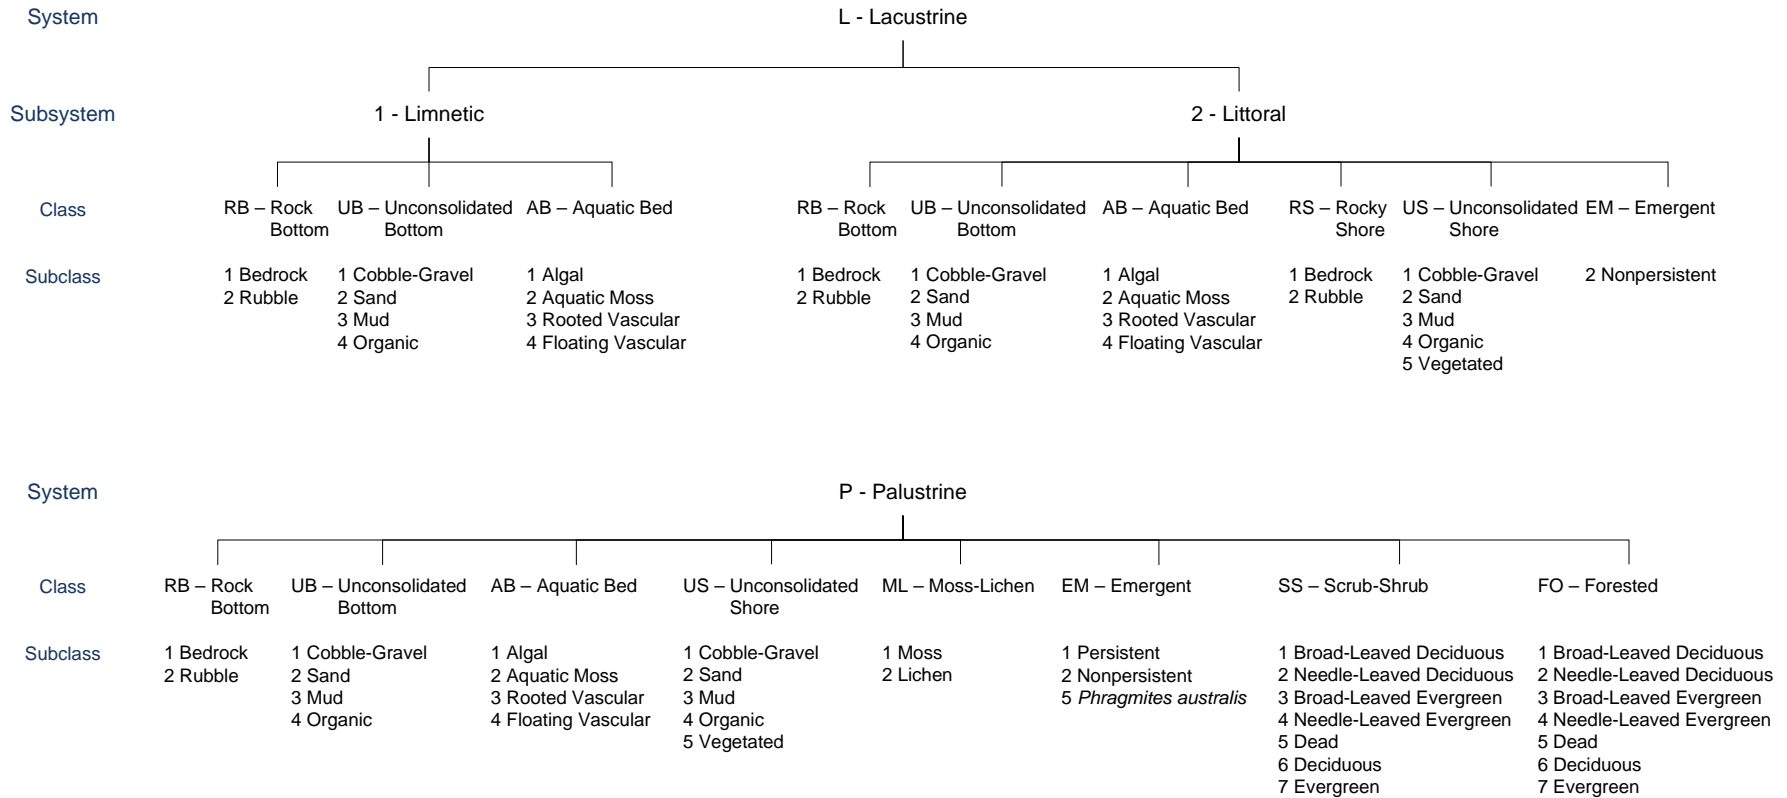 System
L - Lacustrine
Subsystem
1 - Limnetic
2 - Littoral
Class
RB – Rock
Bottom
UB – Unconsolidated
Bottom
AB – Aquatic Bed
RB – Rock
Bottom
UB – Unconsolidated
Bottom
AB – Aquatic Bed
RS – Rocky
Shore
US – Unconsolidated
Shore
EM – Emergent
Subclass
1 Bedrock
2 Rubble
1 Cobble-Gravel
2 Sand
3 Mud
4 Organic
1 Algal
2 Aquatic Moss
3 Rooted Vascular
4 Floating Vascular
1 Bedrock
2 Rubble
1 Cobble-Gravel
2 Sand
3 Mud
4 Organic
1 Algal
2 Aquatic Moss
3 Rooted Vascular
4 Floating Vascular
1 Bedrock
2 Rubble
1 Cobble-Gravel
2 Sand
3 Mud
4 Organic
5 Vegetated
2 Nonpersistent
System
P - Palustrine
Class
RB – Rock
Bottom
UB – Unconsolidated
Bottom
AB – Aquatic Bed
US – Unconsolidated
Shore
ML – Moss-Lichen
EM – Emergent
SS – Scrub-Shrub
FO – Forested
Subclass
1 Bedrock
2 Rubble
1 Cobble-Gravel
2 Sand
3 Mud
4 Organic
1 Algal
2 Aquatic Moss
3 Rooted Vascular
4 Floating Vascular
1 Cobble-Gravel
2 Sand
3 Mud
4 Organic
5 Vegetated
1 Moss
2 Lichen
1 Persistent
2 Nonpersistent
5 Phragmites australis
1 Broad-Leaved Deciduous
2 Needle-Leaved Deciduous
3 Broad-Leaved Evergreen
4 Needle-Leaved Evergreen
5 Dead
6 Deciduous
7 Evergreen
1 Broad-Leaved Deciduous
2 Needle-Leaved Deciduous
3 Broad-Leaved Evergreen
4 Needle-Leaved Evergreen
5 Dead
6 Deciduous
7 Evergreen